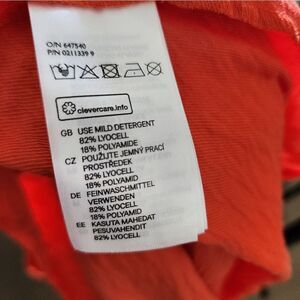 O/N 647540
P/N 0211339 9
clevercare.info
GB USE MILD DETERGENT
82% LYOCELL
18% POLYAMIDE
CZ POUŽIJTE JEMNÝ PRACÍ
PROSTŘEDEK
82% LYOCELL
18% POLYAMID
DE FEINWASCHMITTEL
VERWENDEN
82% LYOCELL
18% POLYAMID
EE KASUTA MAHEDAT
PESUVAHENDIT
82% LYOCELL